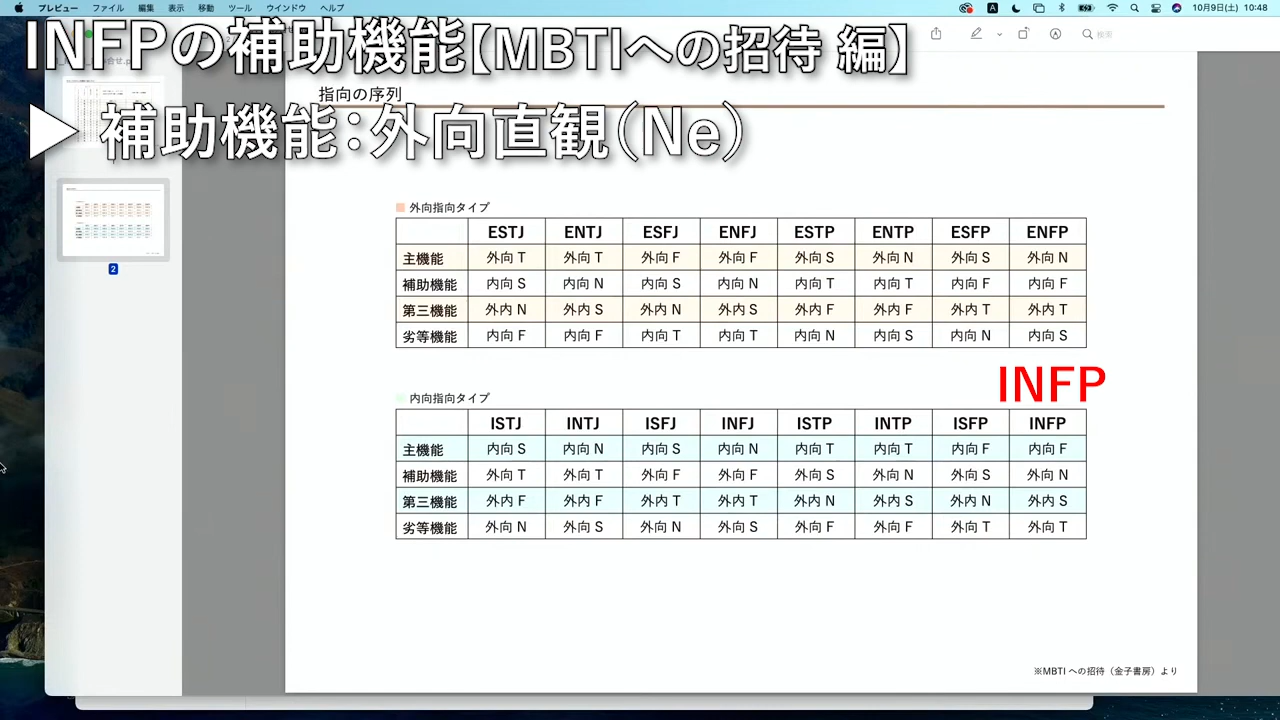 プレビュー ファイル 編集 表示 移動 ツール ウインドウ ヘルプ
A
10月9日(土) 10:48
INFPの補助機能【MBTIへの招待 編】
検索
指向の序列
▶ 補助機能：外向直観（Ne）
外向指向タイプ
ESTJ ENTJ ESFJ ENFJ ESTP ENTP ESFP ENFP
主機能 外向 T 外向 T 外向 F 外向 F 外向 S 外向 N 外向 S 外向 N
補助機能 内向 S 内向 N 内向 S 内向 N 内向 T 内向 T 内向 F 内向 F
第三機能 外内 N 外内 S 外内 N 外内 S 外内 F 外内 F 外内 T 外内 T
劣等機能 内向 F 内向 F 内向 T 内向 T 内向 N 内向 S 内向 N 内向 S
2
INFP
内向指向タイプ
ISTJ INTJ ISFJ INFJ ISTP INTP ISFP INFP
主機能 内向 S 内向 N 内向 S 内向 N 内向 T 内向 T 内向 F 内向 F
補助機能 外向 T 外向 T 外向 F 外向 F 外向 S 外向 N 外向 S 外向 N
第三機能 外内 F 外内 F 外内 T 外内 T 外内 N 外内 S 外内 N 外内 S
劣等機能 外向 N 外向 S 外向 N 外向 S 外向 F 外向 F 外向 T 外向 T
※MBTI への招待（金子書房）より